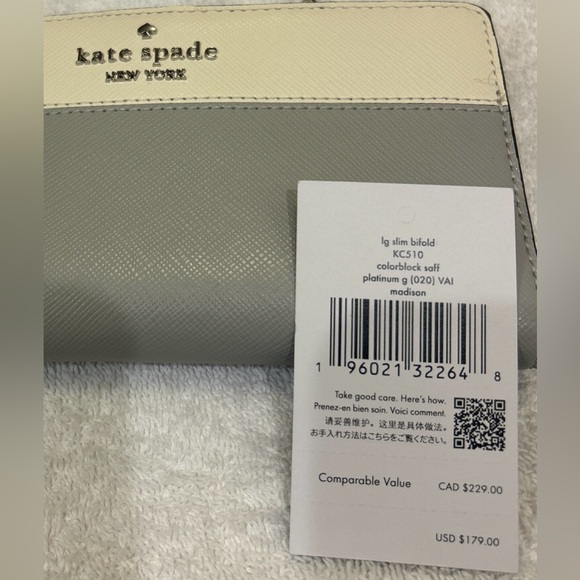 kate spade
NEW YORK
lg slim bifold
KC510
colorblock saff
platinum g (020) VAI
madison
1 96021 32264 8
Take good care. Here's how.
Prenez-en bien soin. Voici comment.
请妥善维护。这里是具体做法。
お手入れ方法はこちらをご覧ください。
Comparable Value CAD $229.00
USD $179.00